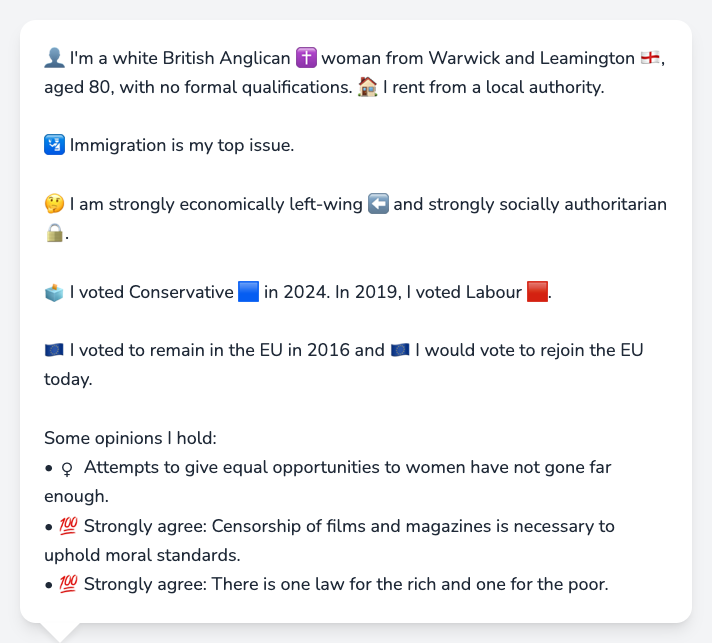 👤 I'm a white British Anglican ✝️ woman from Warwick and Leamington 🏴󠁧󠁢󠁥󠁮󠁧󠁿,
aged 80, with no formal qualifications. 🏠 I rent from a local authority.
🛂 Immigration is my top issue.
🤔 I am strongly economically left-wing ⬅️ and strongly socially authoritarian
🔒.
🗳️ I voted Conservative 🟦 in 2024. In 2019, I voted Labour 🟥.
🇪🇺 I voted to remain in the EU in 2016 and 🇪🇺 I would vote to rejoin the EU
today.
Some opinions I hold:
• ♀ Attempts to give equal opportunities to women have not gone far
enough.
• 💯 Strongly agree: Censorship of films and magazines is necessary to
uphold moral standards.
• 💯 Strongly agree: There is one law for the rich and one for the poor.